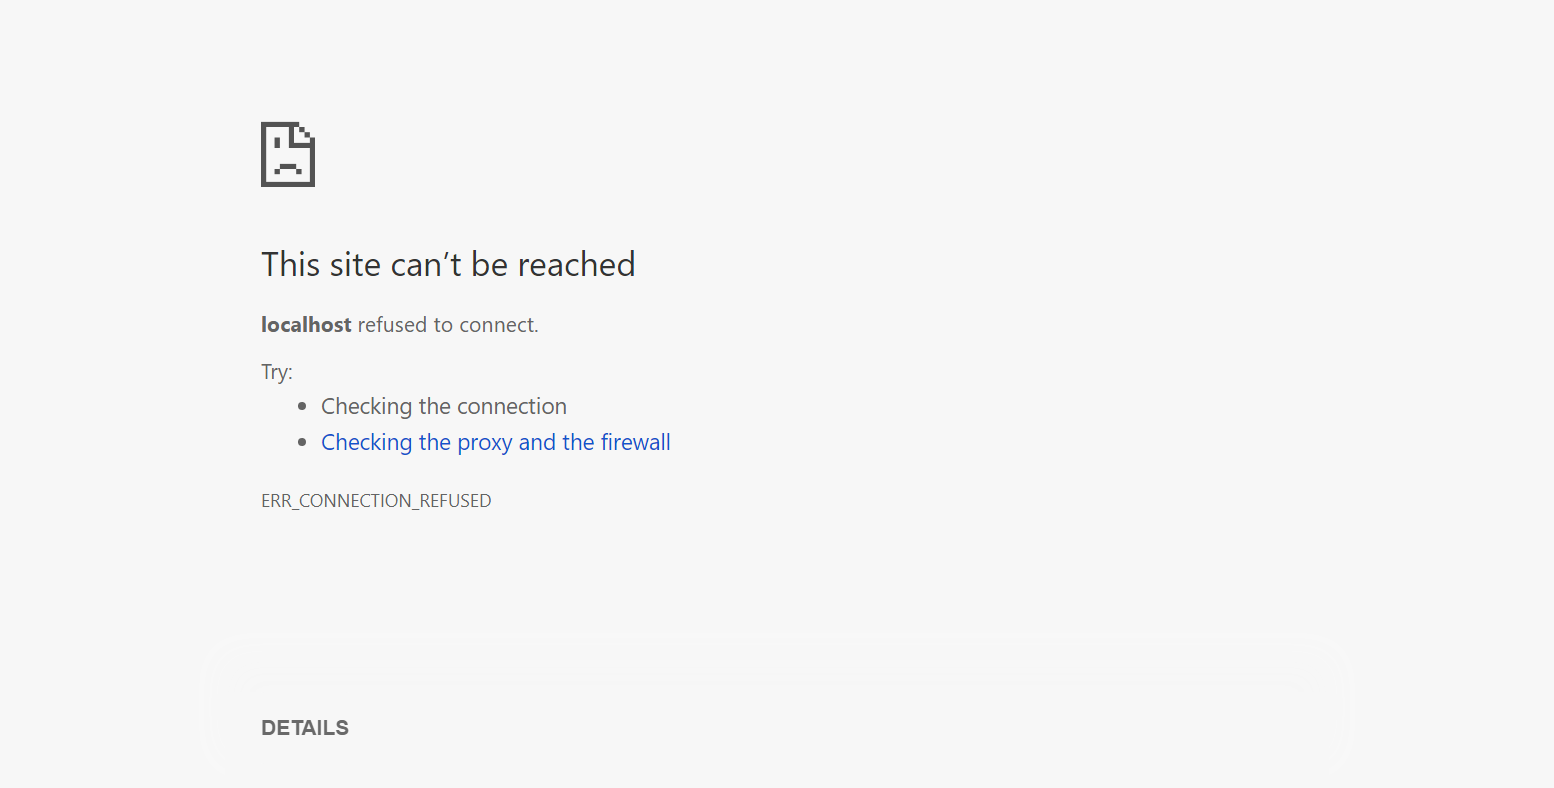 This site can’t be reached
localhost refused to connect.
Try:
• Checking the connection
• Checking the proxy and the firewall
ERR_CONNECTION_REFUSED
DETAILS